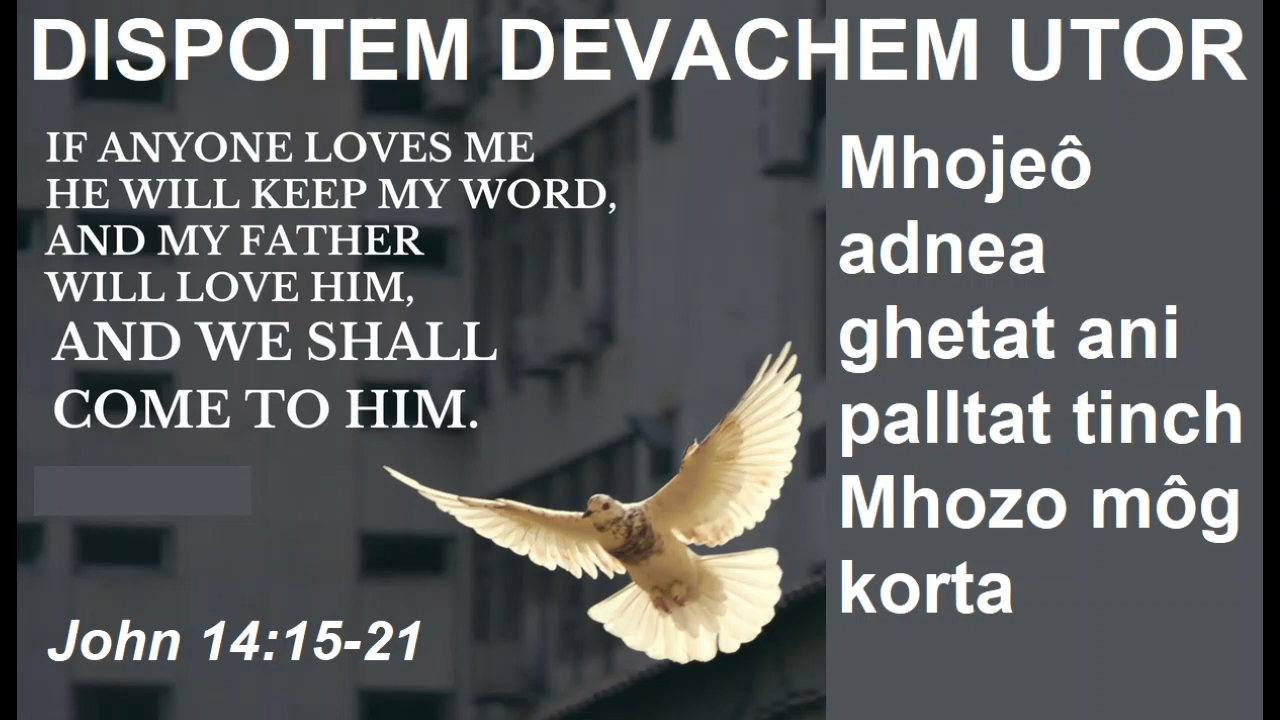 DISPOTEM DEVACHEM UTOR
IF ANYONE LOVES ME
HE WILL KEEP MY WORD,
AND MY FATHER
WILL LOVE HIM,
AND WE SHALL
COME TO HIM.
John 14:15-21
Mhojeô
adnea
ghetat ani
palltat tinch
Mhozo môg
korta